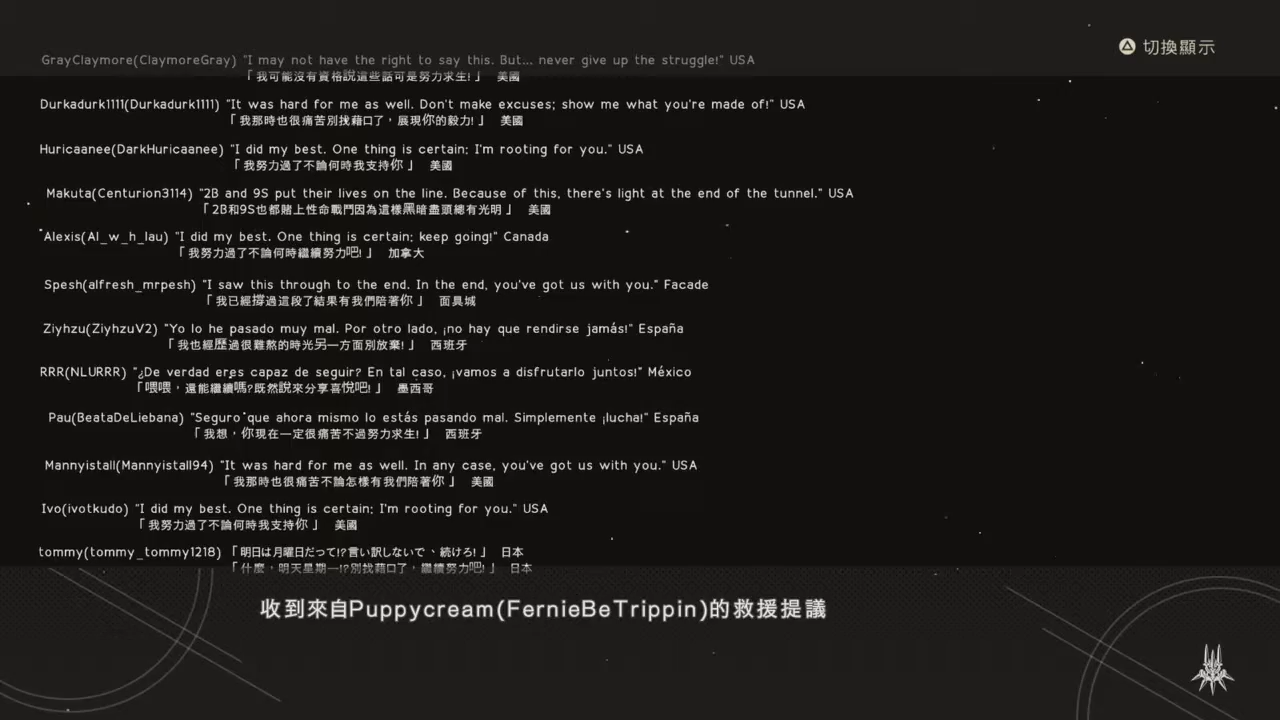 切換顯示
GrayClaymore(ClaymoreGray) "I may not have the right to say this. But... never give up the struggle!" USA
「我可能沒有資格說這些話可是努力求生!」 美國
Durkadurk1111(Durkadurk1111) "It was hard for me as well. Don't make excuses; show me what you're made of!" USA
「我那時也很痛苦別找藉口了，展現你的毅力!」 美國
Huricaanee(DarkHuricaanee) "I did my best. One thing is certain: I'm rooting for you." USA
「我努力過了不論何時我支持你」 美國
Makuta(Centurion3114) "2B and 9S put their lives on the line. Because of this, there's light at the end of the tunnel." USA
「2B和9S也都賭上性命戰鬥因為這樣黑暗盡頭總有光明」 美國
Alexis(Al_w_h_lau) "I did my best. One thing is certain: keep going!" Canada
「我努力過了不論何時繼續努力吧!」 加拿大
Spesh(alfresh_mrpesh) "I saw this through to the end. In the end, you've got us with you." Facade
「我已經撐過這段了結果有我們陪著你」 面具城
Ziyhzu(ZiyhzuV2) "Yo lo he pasado muy mal. Por otro lado, ¡no hay que rendirse jamás!" España
「我也經歷過很難熬的時光另一方面別放棄!」 西班牙
RRR(NLURRR) "¿De verdad eres capaz de seguir? En tal caso, ¡vamos a disfrutarlo juntos!" México
「喂喂，還能繼續嗎?既然說來分享喜悅吧!」 墨西哥
Pau(BeataDeLiebana) "Seguro que ahora mismo lo estás pasando mal. Simplemente ¡lucha!" España
「我想，你現在一定很痛苦不過努力求生!」 西班牙
Mannyistall(Mannyistall94) "It was hard for me as well. In any case, you've got us with you." USA
「我那時也很痛苦不論怎樣有我們陪著你」 美國
Ivo(ivotkudo) "I did my best. One thing is certain: I'm rooting for you." USA
「我努力過了不論何時我支持你」 美國
tommy(tommy_tommy1218) 「明日は月曜日だって!?言い訳しないで、続けろ!」 日本
「什麼，明天星期一!?別找藉口了，繼續努力吧!」 日本
收到來自Puppycream(FernieBeTrippin)的救援提議